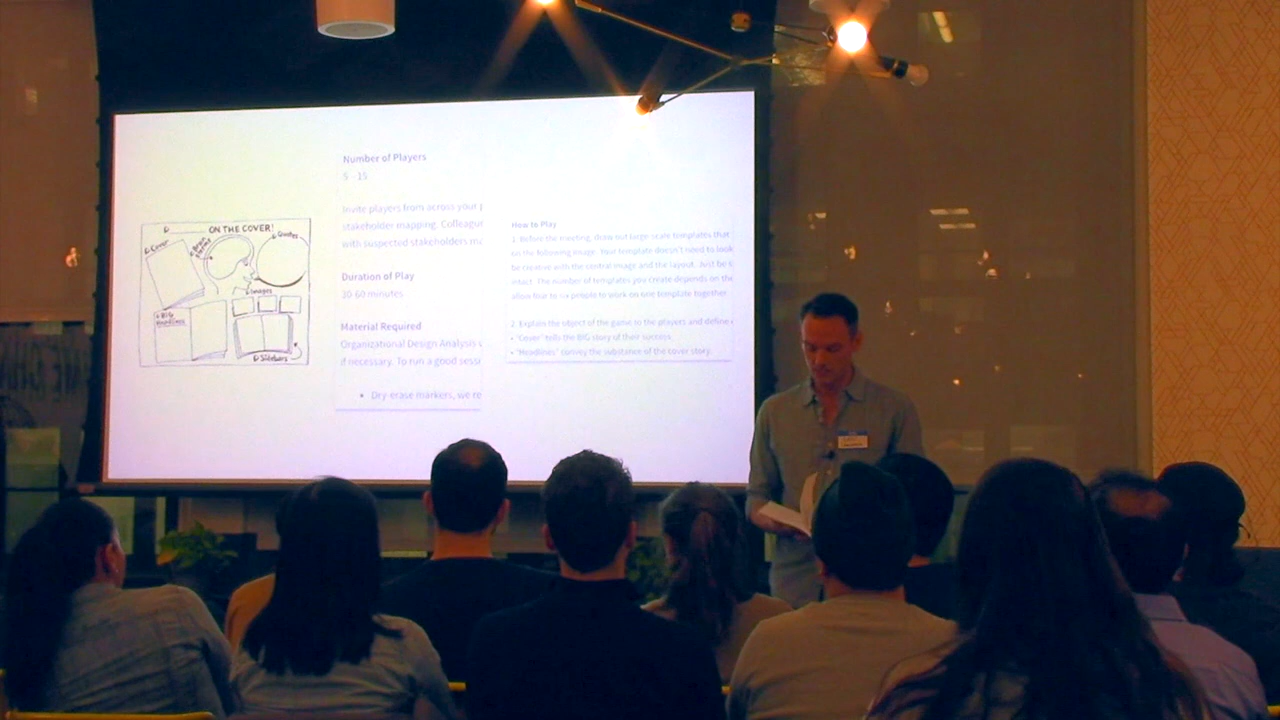 ON THE COVER!
Cover
Quotes
Images
BIG
Headlines
Sidebars
Number of Players
5 - 15
Invite players from across your p
stakeholder mapping. Colleagu
with suspected stakeholders ma
Duration of Play
30-60 minutes
Material Required
Organizational Design Analysis
if necessary. To run a good sessi
• Dry-erase markers, we re
How to Play
1. Before the meeting, draw out large-scale templates that
us the following image. Your template doesn't need to look
be creative with the central image and the layout. Just be s
intact. The number of templates you create depends on the
allow four to six people to work on one template together.
2. Explain the object of the game to the players and define
• "Cover" tells the BIG story of their success.
• "Headlines" convey the substance of the cover story.